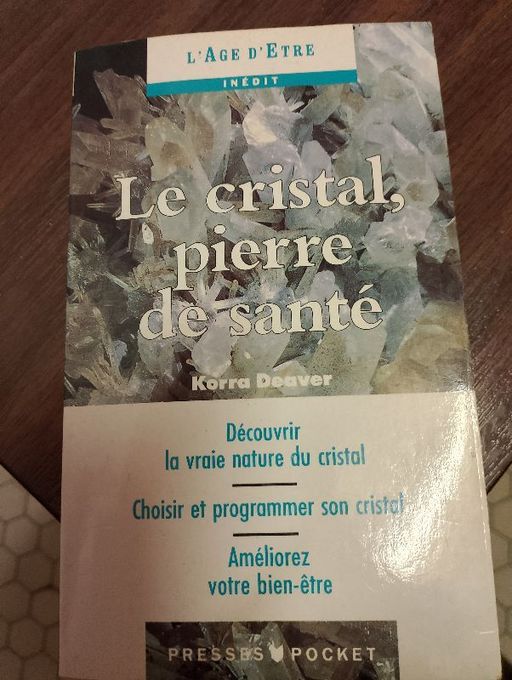 L'AGE D'ETRE
INÉDIT
Le cristal,
pierre
de santé
Korra Deaver
Découvrir
la vraie nature du cristal
Choisir et programmer son cristal
Améliorez
votre bien-être
PRESSES POCKET